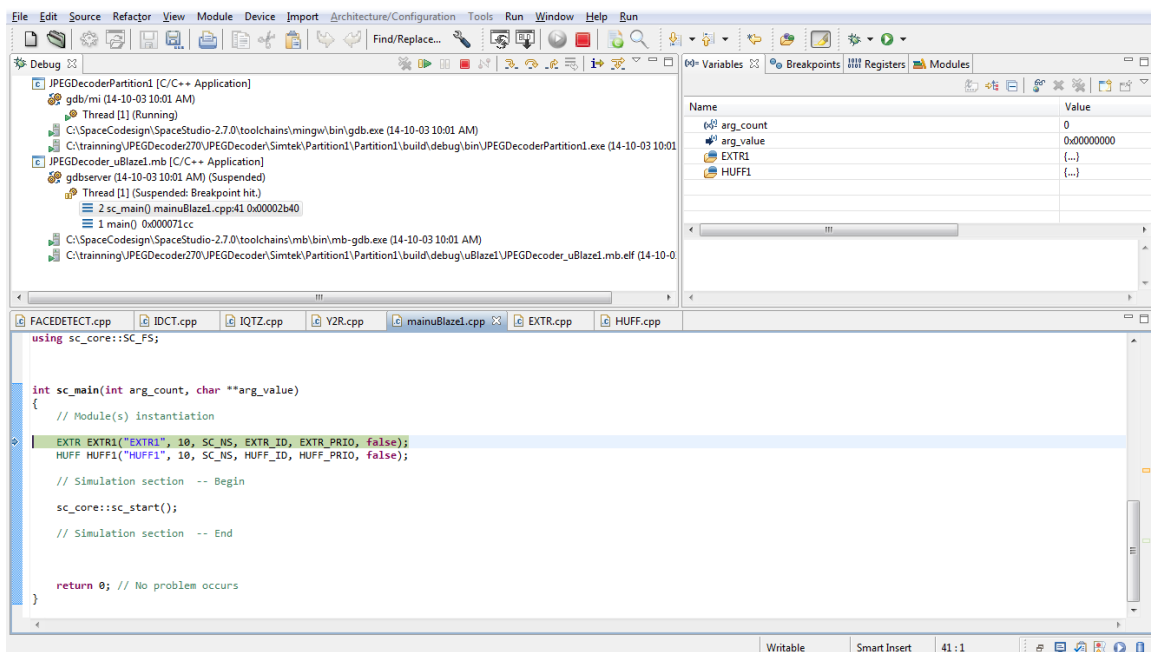 File Edit Source Refactor View Module Device Import Architecture/Configuration Tools Run Window Help Run
Find/Replace...
Debug
JPEGDecoderPartition1 [C/C++ Application]
gdb/mi (14-10-03 10:01 AM)
Thread [1] (Running)
C:\SpaceCodesign\SpaceStudio-2.7.0\toolchains\mingw\bin\gdb.exe (14-10-03 10:01 AM)
C:\trainning\JPEGDecoder270\JPEGDecoder\Simtek\Partition1\Partition1\build\debug\bin\JPEGDecoderPartition1.exe (14-10-03 10:01
JPEGDecoder_uBlaze1.mb [C/C++ Application]
gdbserver (14-10-03 10:01 AM) (Suspended)
Thread [1] (Suspended: Breakpoint hit.)
2 sc_main() mainuBlaze1.cpp:41 0x00002b40
1 main() 0x000071cc
C:\SpaceCodesign\SpaceStudio-2.7.0\toolchains\mb\bin\mb-gdb.exe (14-10-03 10:01 AM)
C:\trainning\JPEGDecoder270\JPEGDecoder\Simtek\Partition1\Partition1\build\debug\uBlaze1\JPEGDecoder_uBlaze1.mb.elf (14-10-0
Variables Breakpoints Registers Modules
Name Value
arg_count 0
arg_value 0x00000000
EXTR1 {...}
HUFF1 {...}
FACEDETECT.cpp IDCT.cpp IQTZ.cpp Y2R.cpp mainuBlaze1.cpp EXTR.cpp HUFF.cpp
using sc_core::SC_FS;
int sc_main(int arg_count, char **arg_value)
{
// Module(s) instantiation
EXTR EXTR1("EXTR1", 10, SC_NS, EXTR_ID, EXTR_PRIO, false);
HUFF HUFF1("HUFF1", 10, SC_NS, HUFF_ID, HUFF_PRIO, false);
// Simulation section -- Begin
sc_core::sc_start();
// Simulation section -- End
return 0; // No problem occurs
}
Writable Smart Insert 41:1